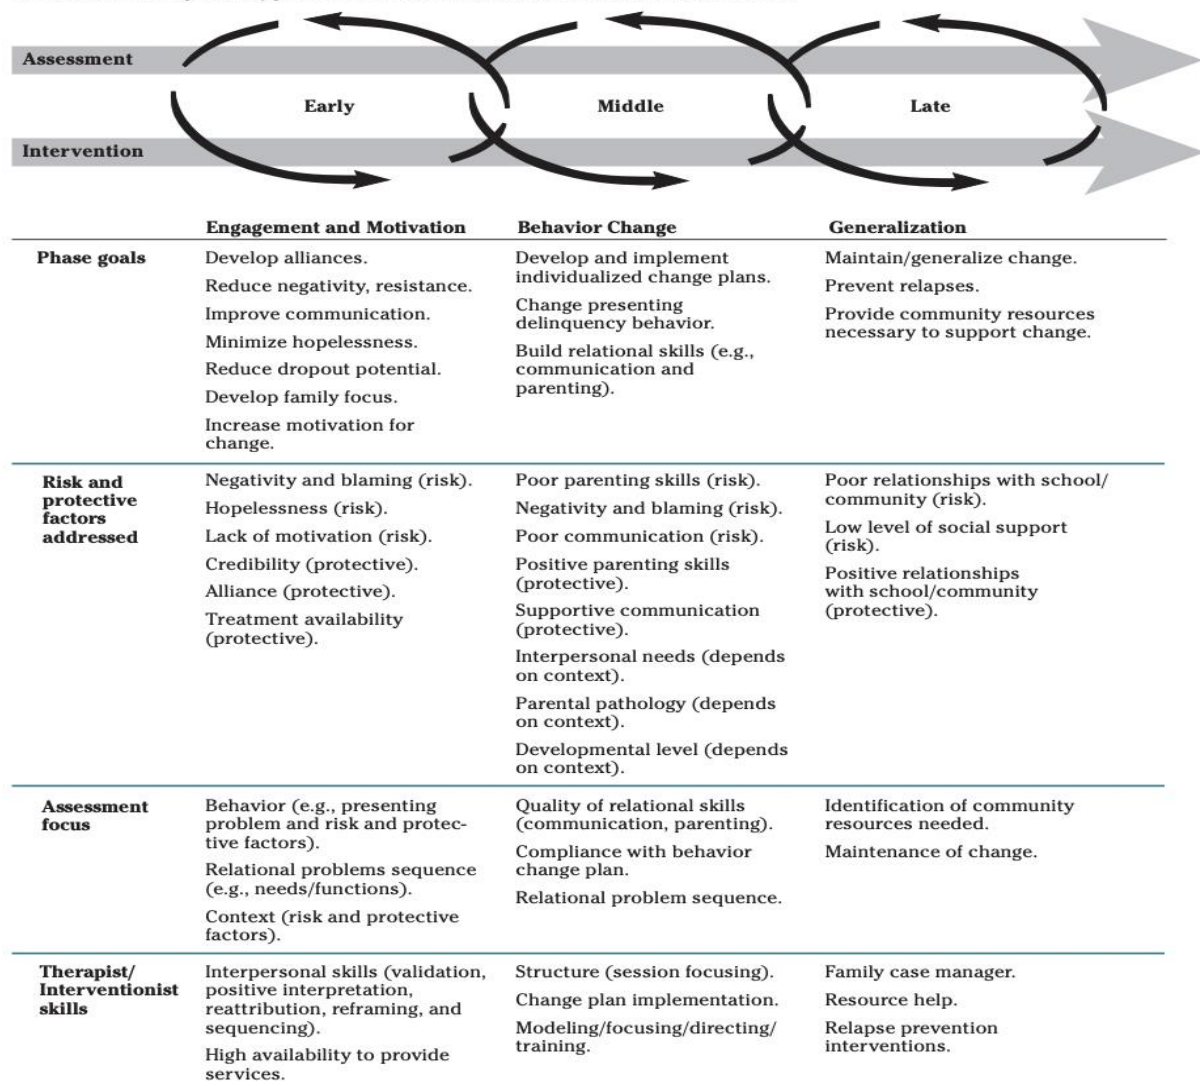 Assessment
Early
Middle
Late
Intervention
Engagement and Motivation
Behavior Change
Generalization
Phase goals
Develop alliances.
Reduce negativity, resistance.
Improve communication.
Minimize hopelessness.
Reduce dropout potential.
Develop family focus.
Increase motivation for
change.
Develop and implement
individualized change plans.
Change presenting
delinquency behavior.
Build relational skills (e.g.,
communication and
parenting).
Maintain/generalize change.
Prevent relapses.
Provide community resources
necessary to support change.
Risk and
protective
factors
addressed
Negativity and blaming (risk).
Hopelessness (risk).
Lack of motivation (risk).
Credibility (protective).
Alliance (protective).
Treatment availability
(protective).
Poor parenting skills (risk).
Negativity and blaming (risk).
Poor communication (risk).
Positive parenting skills
(protective).
Supportive communication
(protective).
Interpersonal needs (depends
on context).
Parental pathology (depends
on context).
Developmental level (depends
on context).
Poor relationships with school/
community (risk).
Low level of social support
(risk).
Positive relationships
with school/community
(protective).
Assessment
focus
Behavior (e.g., presenting
problem and risk and protec-
tive factors).
Relational problems sequence
(e.g., needs/functions).
Context (risk and protective
factors).
Quality of relational skills
(communication, parenting).
Compliance with behavior
change plan.
Relational problem sequence.
Identification of community
resources needed.
Maintenance of change.
Therapist/
Interventionist
skills
Interpersonal skills (validation,
positive interpretation,
reattribution, reframing, and
sequencing).
High availability to provide
services.
Structure (session focusing).
Change plan implementation.
Modeling/focusing/directing/
training.
Family case manager.
Resource help.
Relapse prevention
interventions.